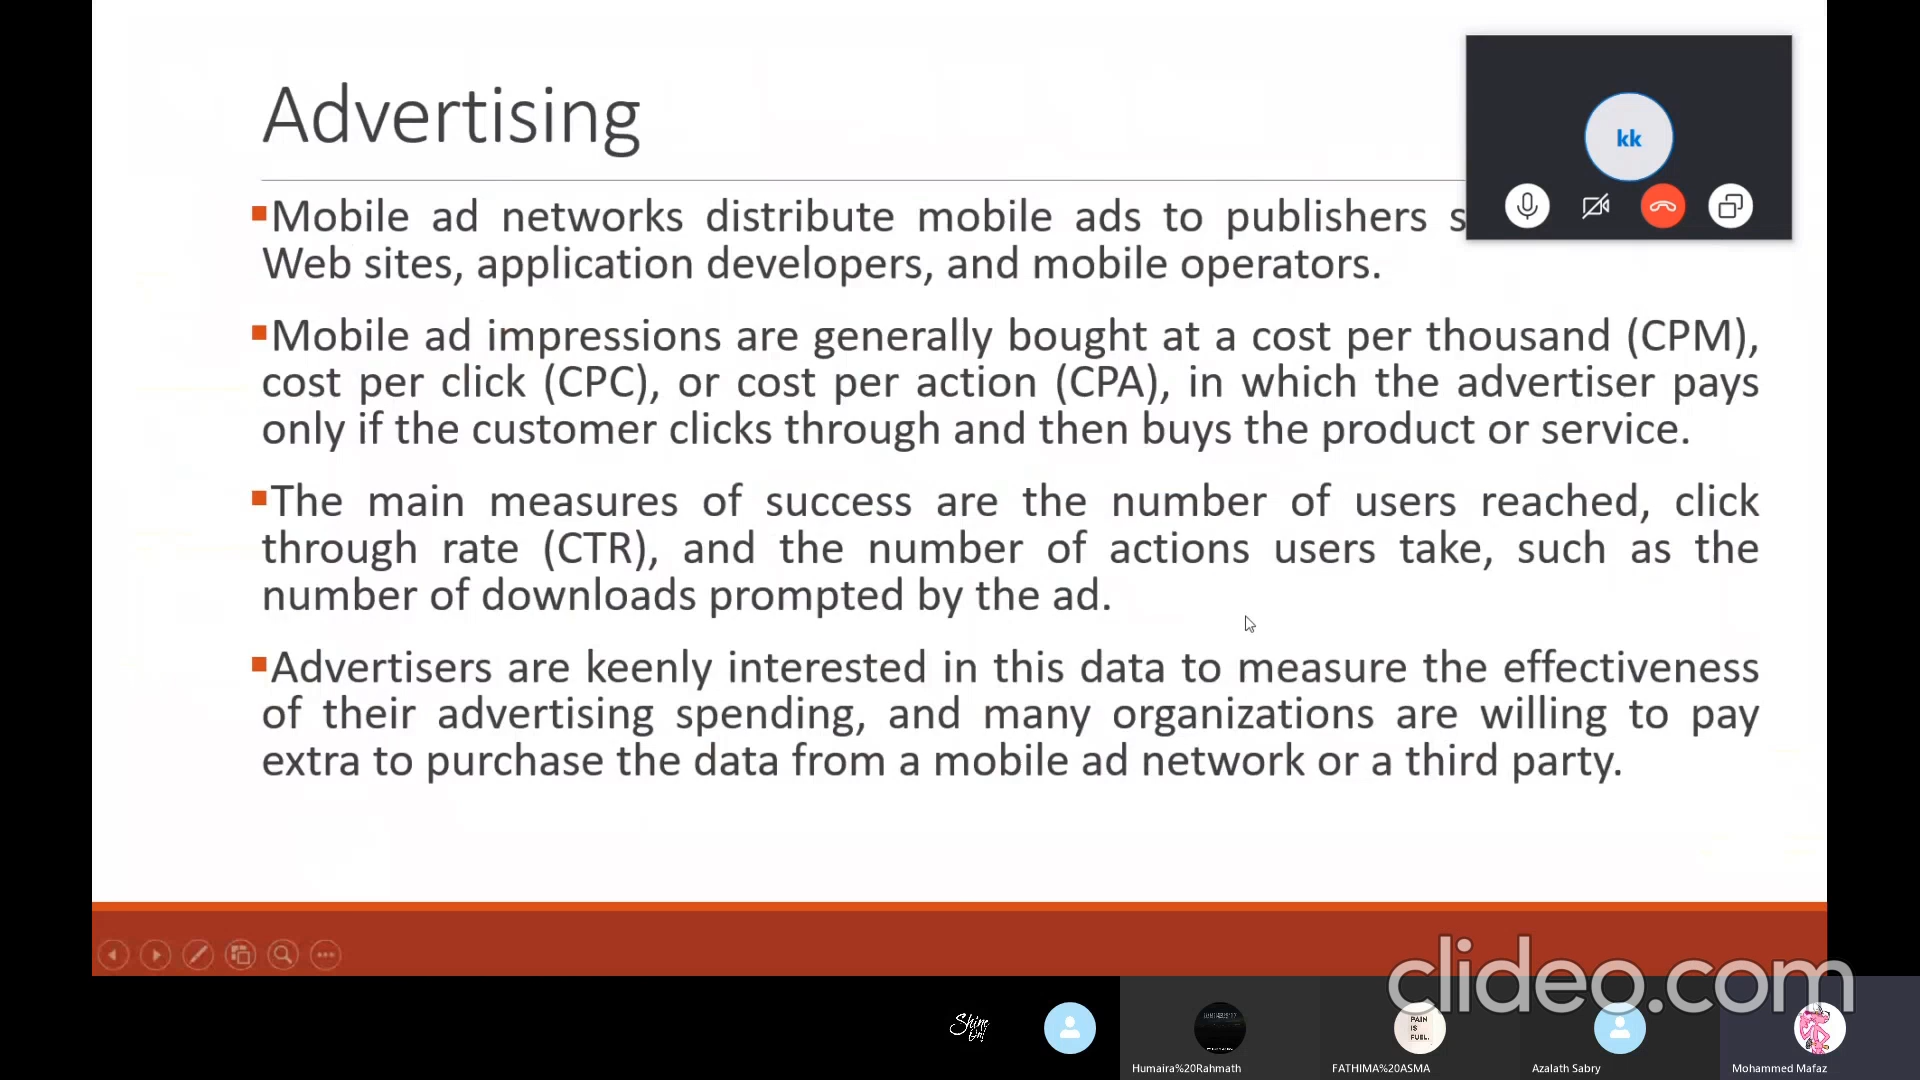 Advertising
kk
Mobile ad networks distribute mobile ads to publishers s
Web sites, application developers, and mobile operators.
Mobile ad impressions are generally bought at a cost per thousand (CPM),
cost per click (CPC), or cost per action (CPA), in which the advertiser pays
only if the customer clicks through and then buys the product or service.
The main measures of success are the number of users reached, click
through rate (CTR), and the number of actions users take, such as the
number of downloads prompted by the ad.
Advertisers are keenly interested in this data to measure the effectiveness
of their advertising spending, and many organizations are willing to pay
extra to purchase the data from a mobile ad network or a third party.
clideo.com
Shine
PAIN
IS
FUEL.
Humaira%20Rahmath
FATHIMA%20ASMA
Azalath Sabry
Mohammed Mafaz